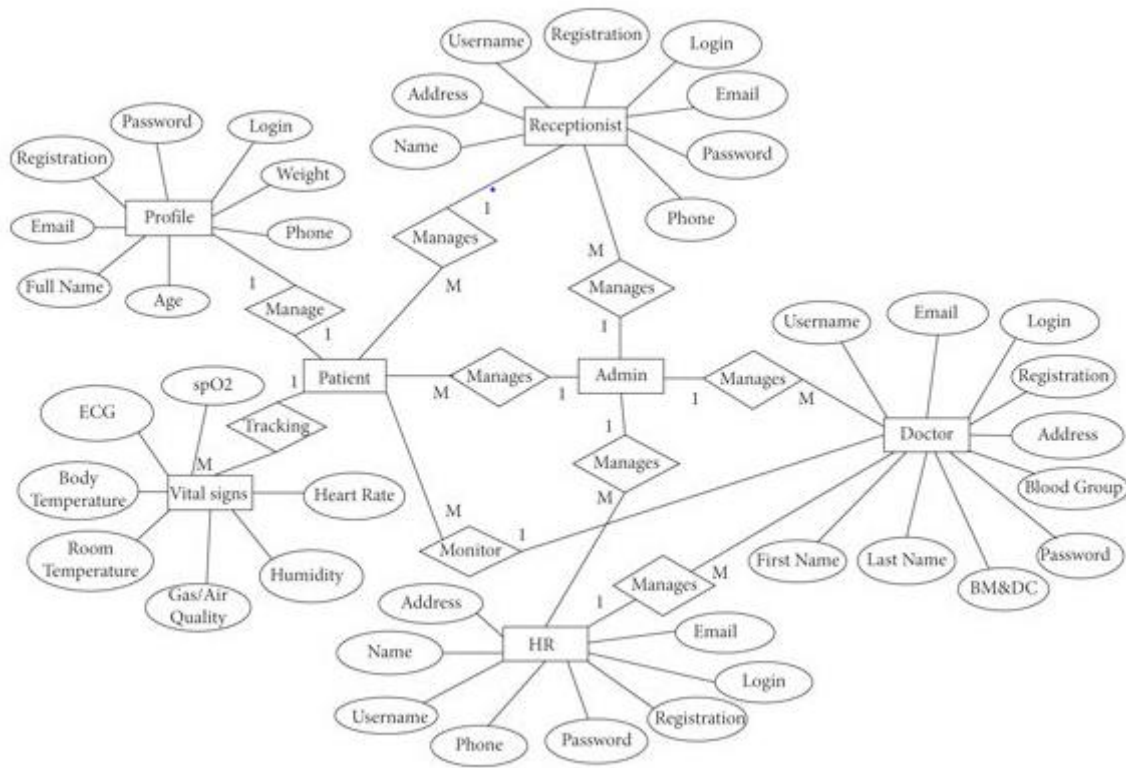 Registration
Username
Login
Address
Email
Password
Login
Receptionist
Name
Password
Registration
Weight
Phone
Profile
1
Email
Phone
Manages
M
M
Manages
Full Name
Age
1
Manage
1
1
Username
Email
Login
spO2
1
Patient
M
Manages
1
Admin
1
Manages
M
Registration
ECG
Tracking
1
Doctor
Address
M
Manages
Body
Temperature
Vital signs
Heart Rate
M
Blood Group
M
1
Room
Temperature
Humidity
Monitor
First Name
Last Name
Password
Gas/Air
Quality
Manages
M
BM&DC
Address
1
Email
HR
Name
Login
Username
Registration
Phone
Password